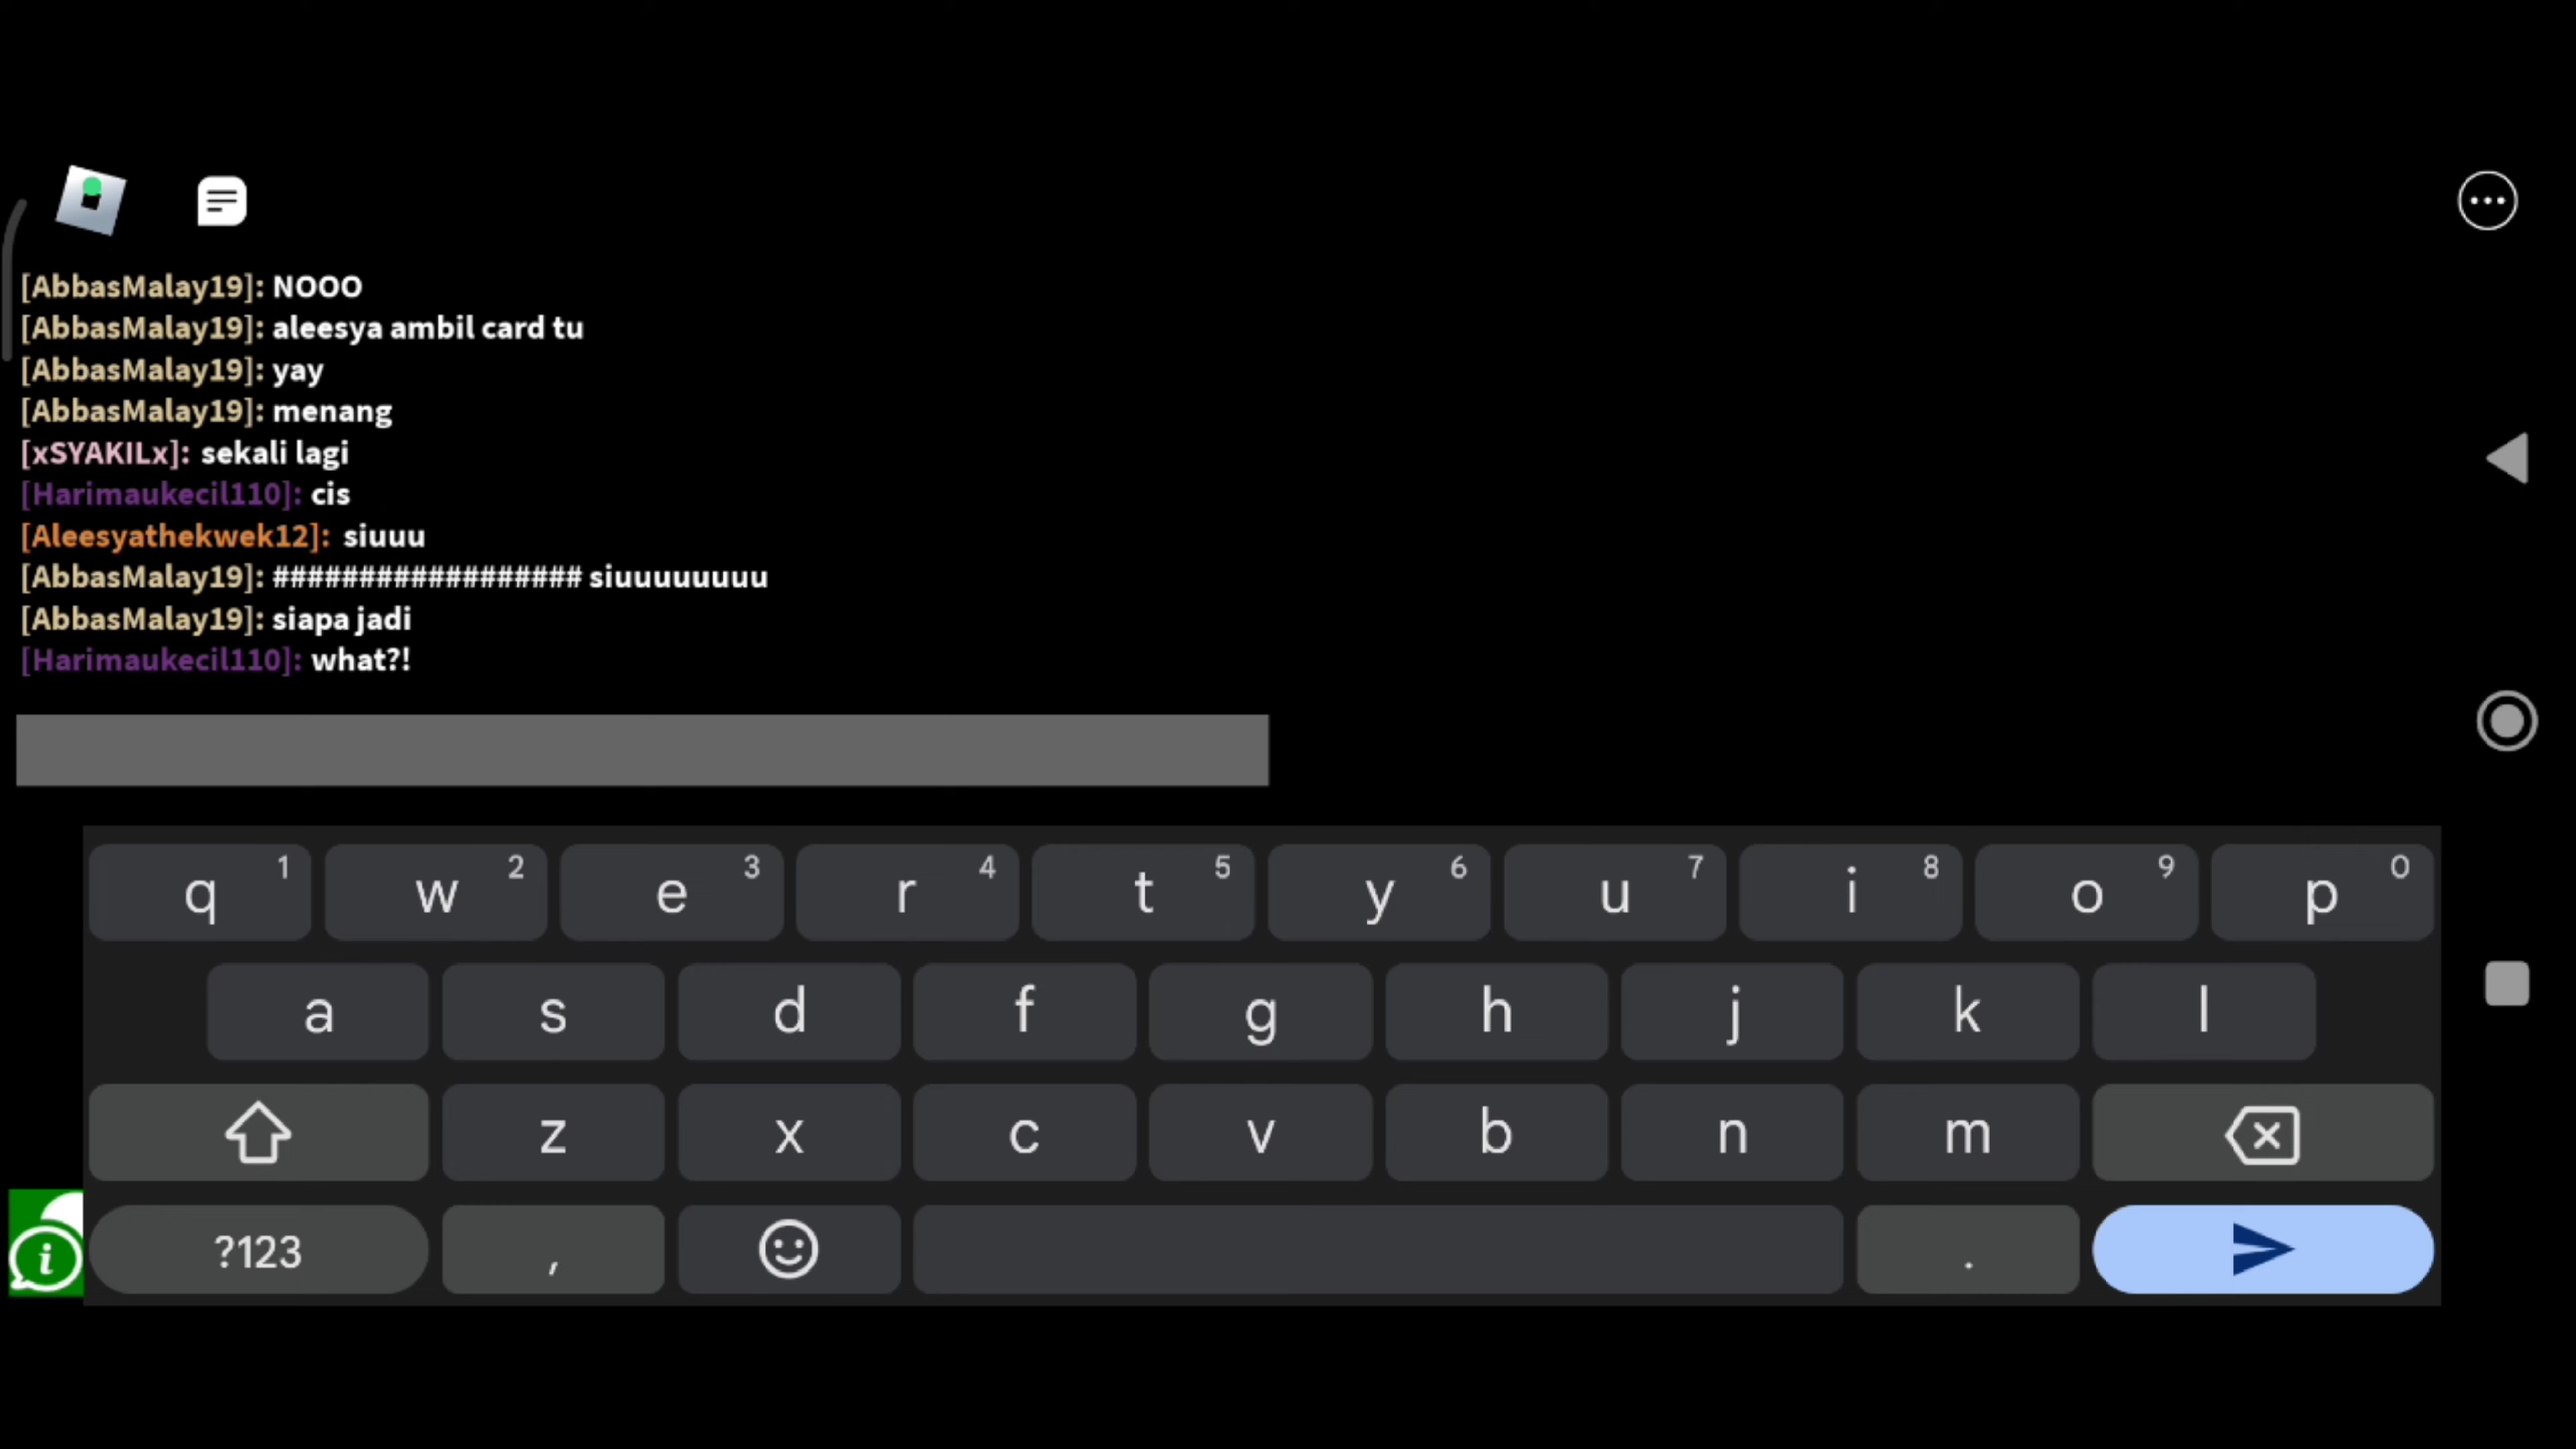 [AbbasMalay19]: NOOO
[AbbasMalay19]: aleesya ambil card tu
[AbbasMalay19]: yay
[AbbasMalay19]: menang
[xSYAKILx]: sekali lagi
[Harimaukecil110]: cis
[Aleesyathekwek12]: siuuu
[AbbasMalay19]: ################## siuuuuuuuu
[AbbasMalay19]: siapa jadi
[Harimaukecil110]: what?!
q 1 w 2 e 3 r 4 t 5 y 6 u 7 i 8 o 9 p 0
a s d f g h j k l
z x c v b n m
i ?123 , .